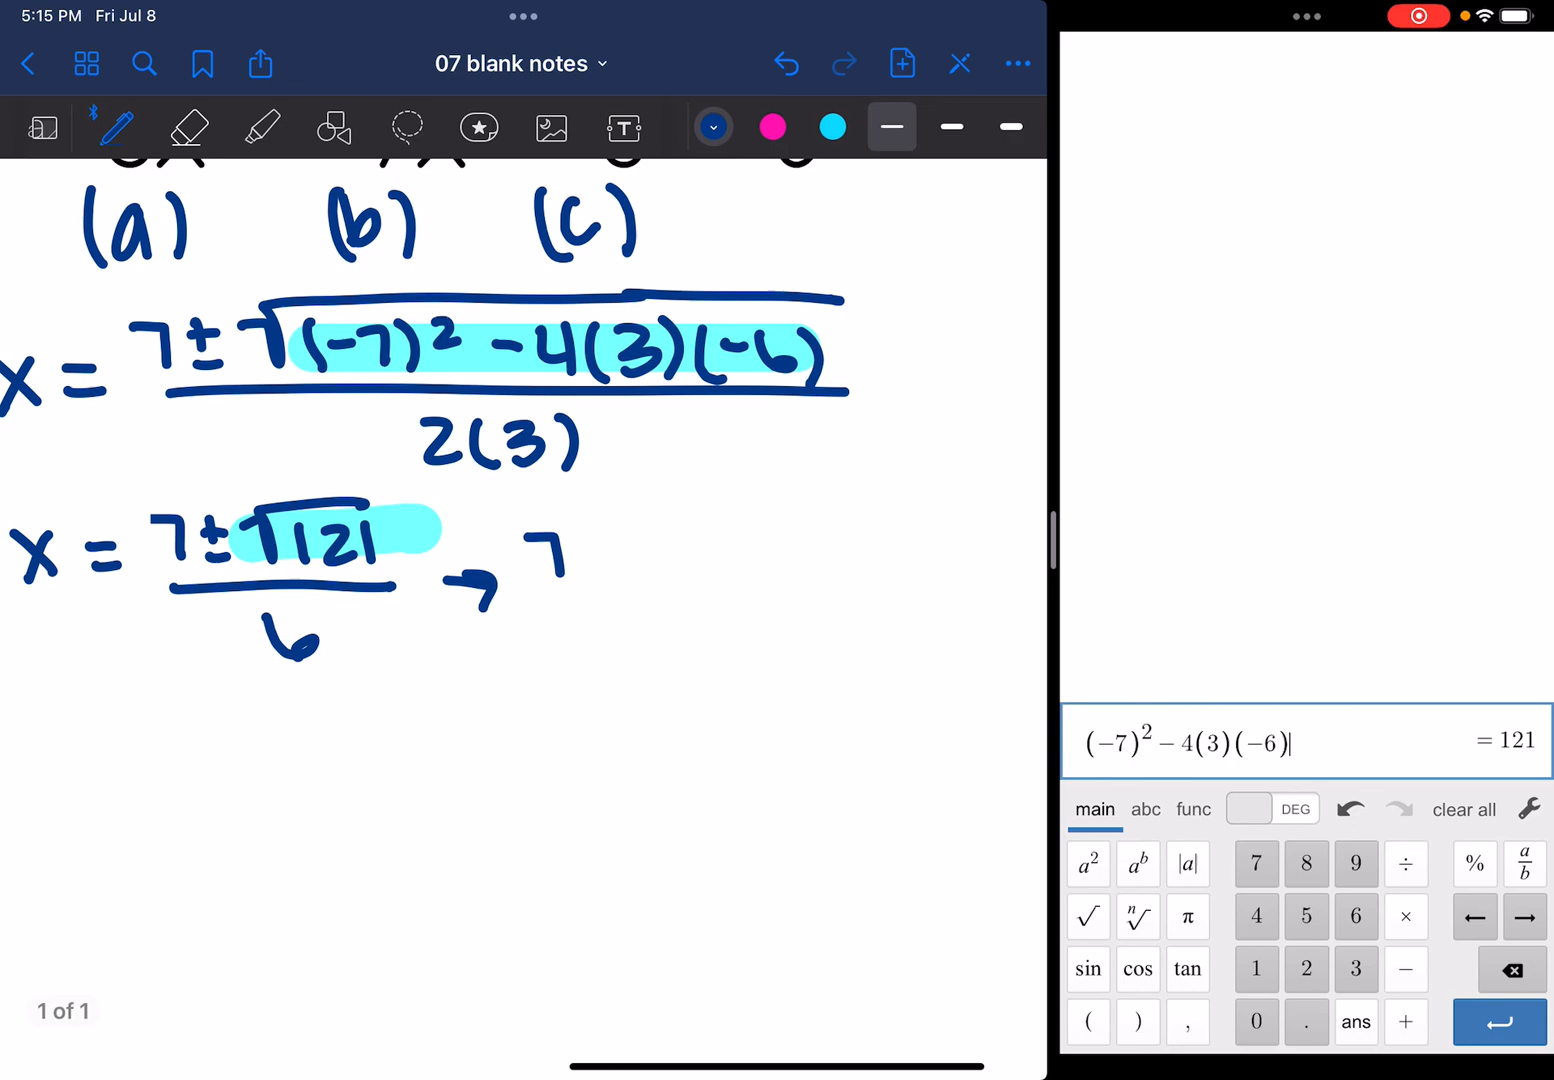 5:15 PM Fri Jul 8
07 blank notes
T
(a) (b) (c)
x = 7 ± √(-7)² - 4(3)(-6)
2(3)
x = 7 ± √121 → 7
6
1 of 1
(−7)² − 4(3)(−6) = 121
main abc func DEG clear all
a² aᵇ |a| 7 8 9 ÷ % a/b
√ ⁿ√ π 4 5 6 × ← →
sin cos tan 1 2 3 −
( ) , 0 . ans +